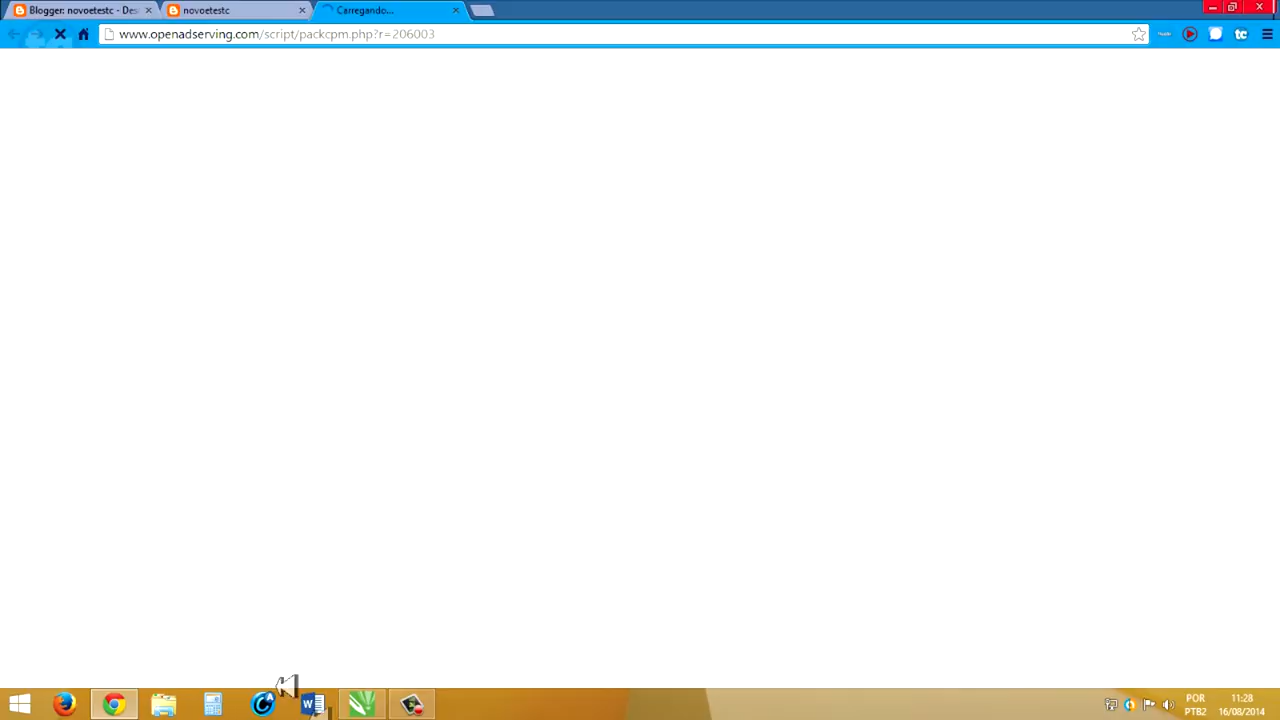 Blogger: novoetestc - Des
novoetestc
Carregando...
www.openadserving.com/script/packcpm.php?r=206003
tc
POR
11:28
PTB2
16/08/2014